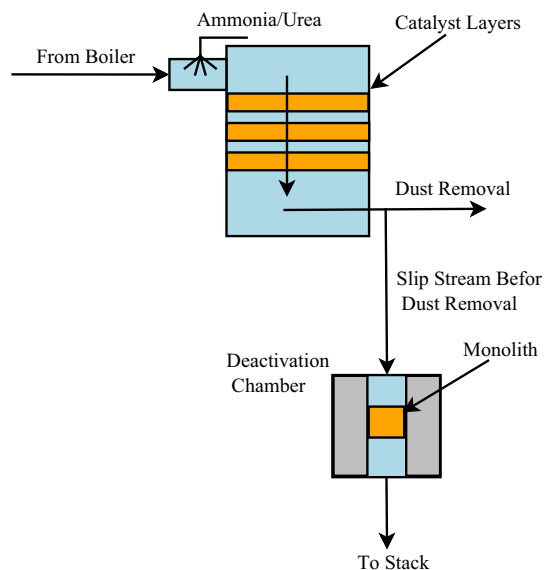 Ammonia/Urea
Catalyst Layers
From Boiler
Dust Removal
Slip Stream Befor
Dust Removal
Monolith
Deactivation
Chamber
To Stack